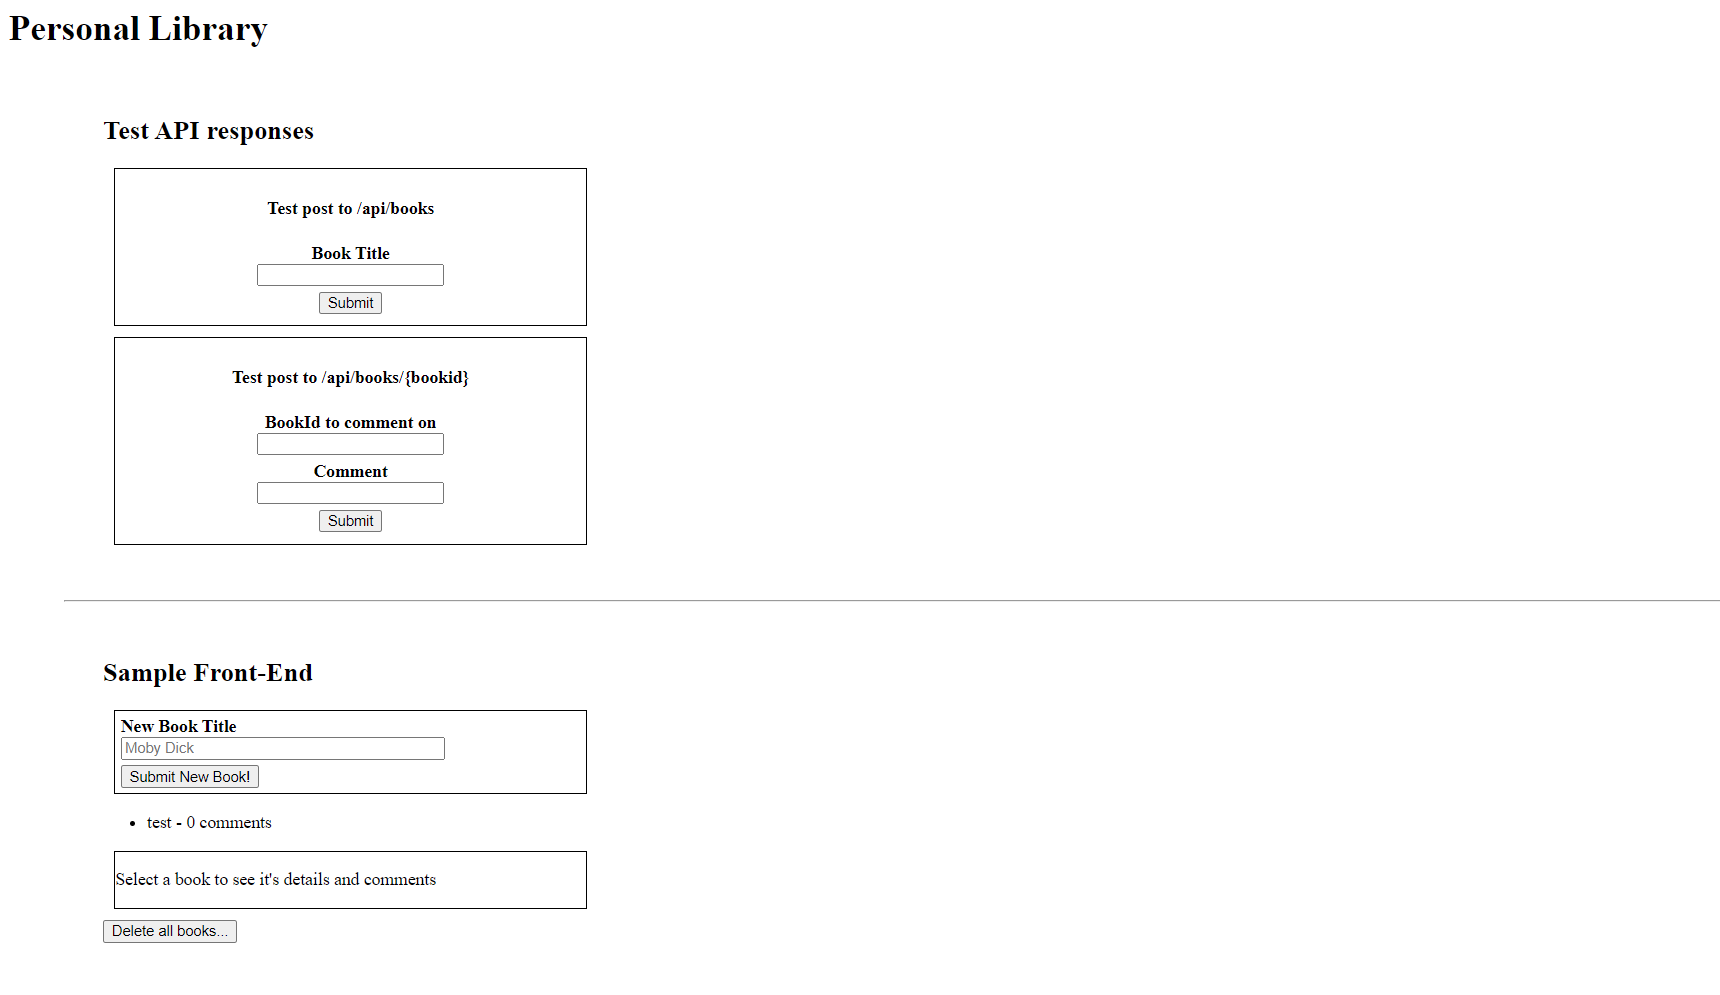 Personal Library
Test API responses
Test post to /api/books
Book Title
Submit
Test post to /api/books/{bookid}
BookId to comment on
Comment
Submit
Sample Front-End
New Book Title
Moby Dick
Submit New Book!
test - 0 comments
Select a book to see it's details and comments
Delete all books...